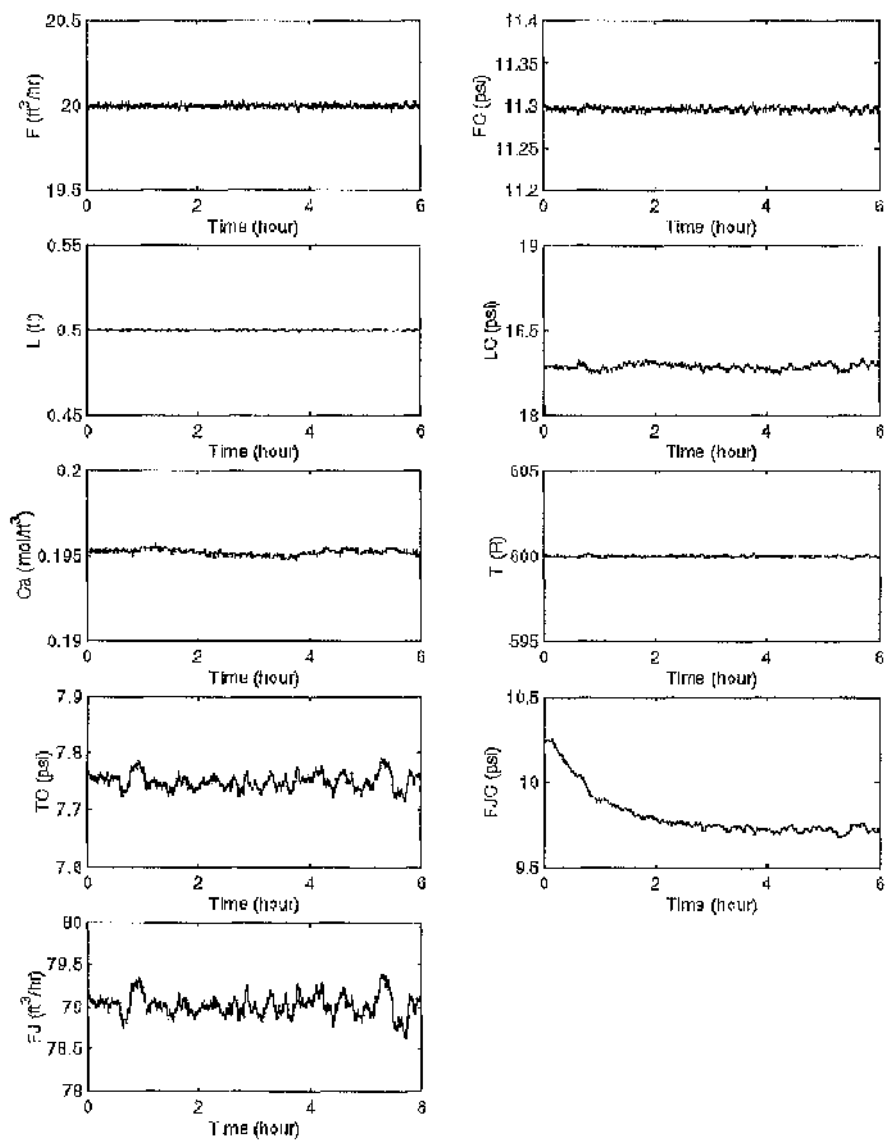 20.5
F (ft³/hr)
20
19.5
0 2 4 6
Time (hour)
11.4
11.35
FC (psi)
11.3
11.25
11.2
0 2 4 6
Time (hour)
0.55
L (ft)
0.5
0.45
0 2 4 6
Time (hour)
19
LC (psi)
18.5
18
0 2 4 6
Time (hour)
0.2
Ca (mol/ft³)
0.195
0.19
0 2 4 6
Time (hour)
605
T (R)
600
595
0 2 4 6
Time (hour)
7.9
7.8
TC (psi)
7.7
7.6
0 2 4 6
Time (hour)
10.5
FJC (psi)
10
9.5
0 2 4 6
Time (hour)
80
79.5
FJ (ft³/hr)
79
78.5
78
0 2 4 6
Time (hour)